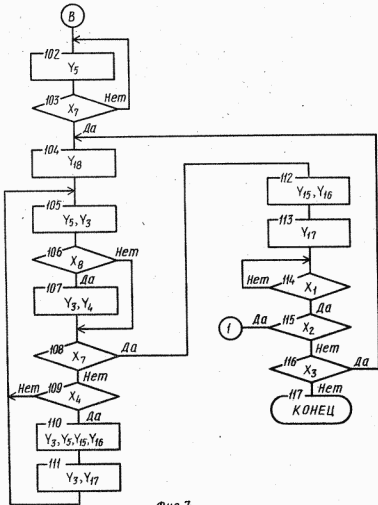 В
102
Y5
103
X7
Нет
Да
104
Y18
105
Y5, Y3
106
X8
Нет
Да
107
Y3, Y4
108
X7
Да
Нет
109
X4
Нет
Да
110
Y3, Y5, Y15, Y16
111
Y3, Y17
112
Y15, Y16
113
Y17
114
X1
Нет
Да
115
X2
Да
1
Нет
116
X3
Да
Нет
117
КОНЕЦ